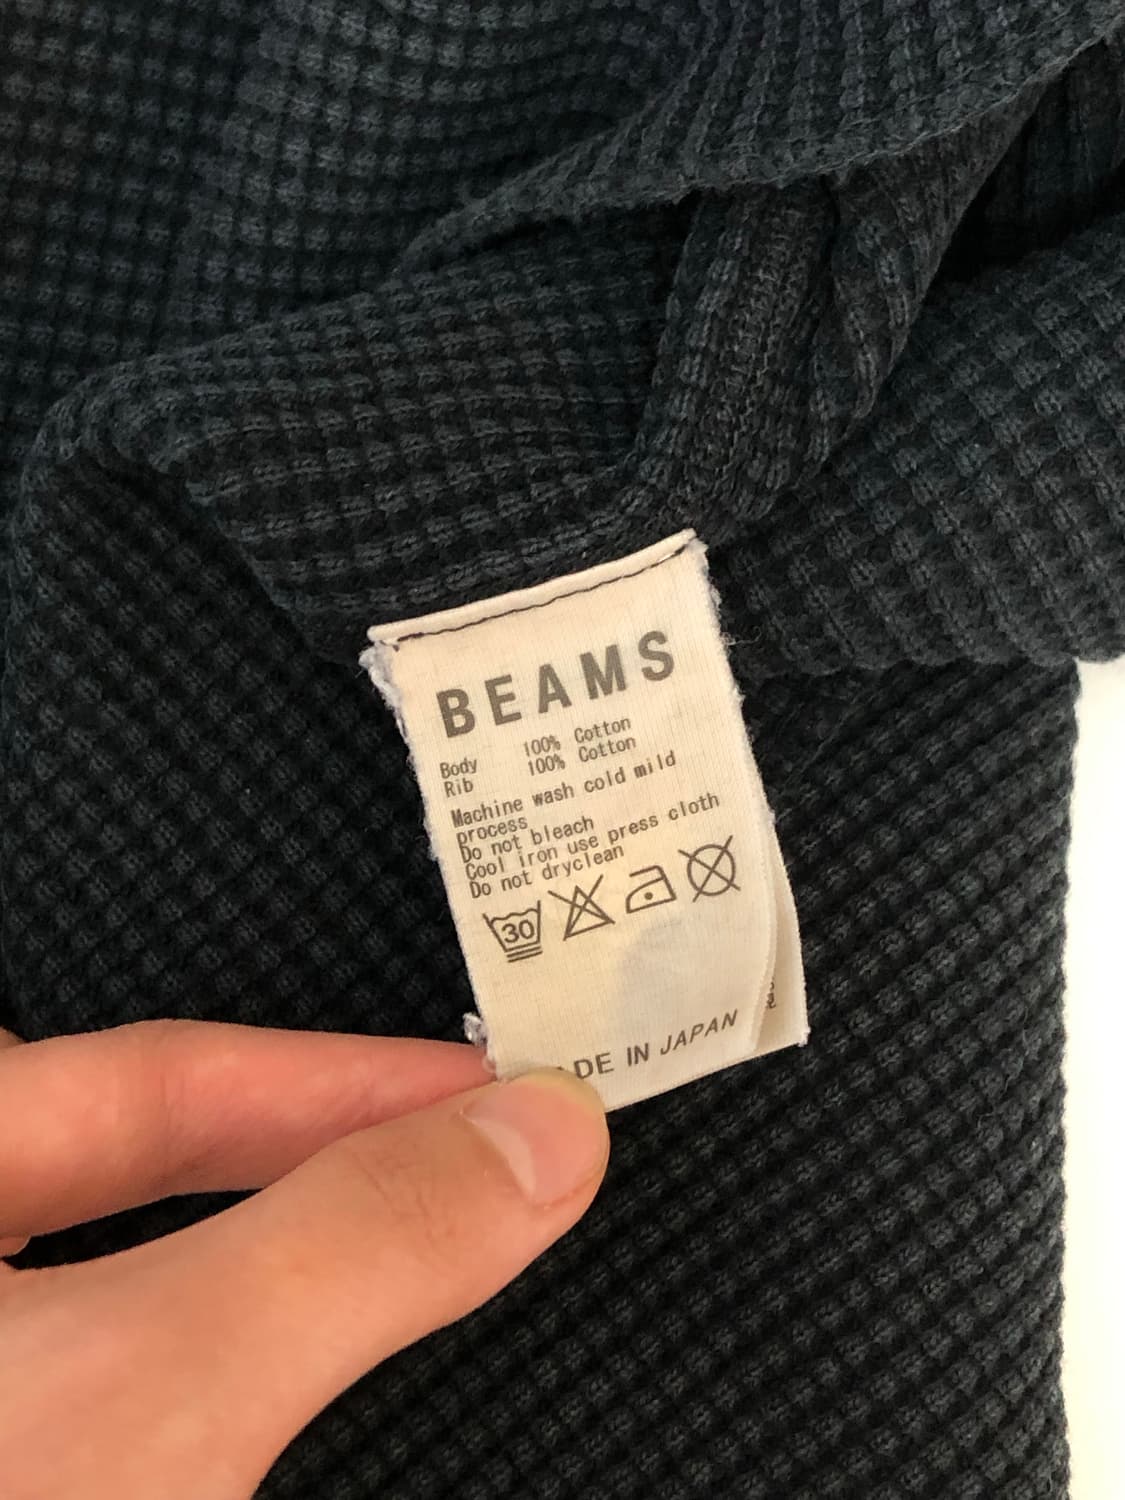 BEAMS
Body 100% Cotton
Rib 100% Cotton
Machine wash cold mild
process
Do not bleach
Cool iron use press cloth
Do not dryclean
30
DE IN JAPAN